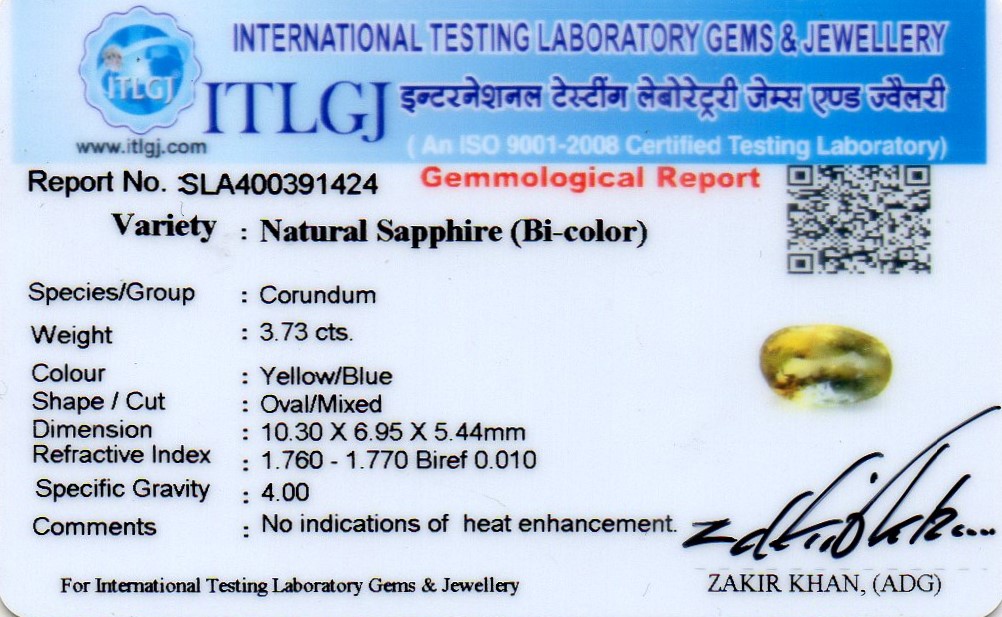 INTERNATIONAL TESTING LABORATORY GEMS & JEWELLERY
ITLGJ
ITLGJ
इन्टरनेशनल टेस्टींग लेबोरेट्ररी जेम्स एण्ड ज्वैलरी
www.itlgj.com
( An ISO 9001-2008 Certified Testing Laboratory)
Report No. :SLA400391424
Gemmological Report
Variety : Natural Sapphire (Bi-color)
Species/Group : Corundum
Weight : 3.73 cts.
Colour : Yellow/Blue
Shape / Cut : Oval/Mixed
Dimension : 10.30 X 6.95 X 5.44mm
Refractive Index : 1.760 - 1.770 Biref 0.010
Specific Gravity : 4.00
Comments : No indications of heat enhancement.
For International Testing Laboratory Gems & Jewellery
ZAKIR KHAN, (ADG)